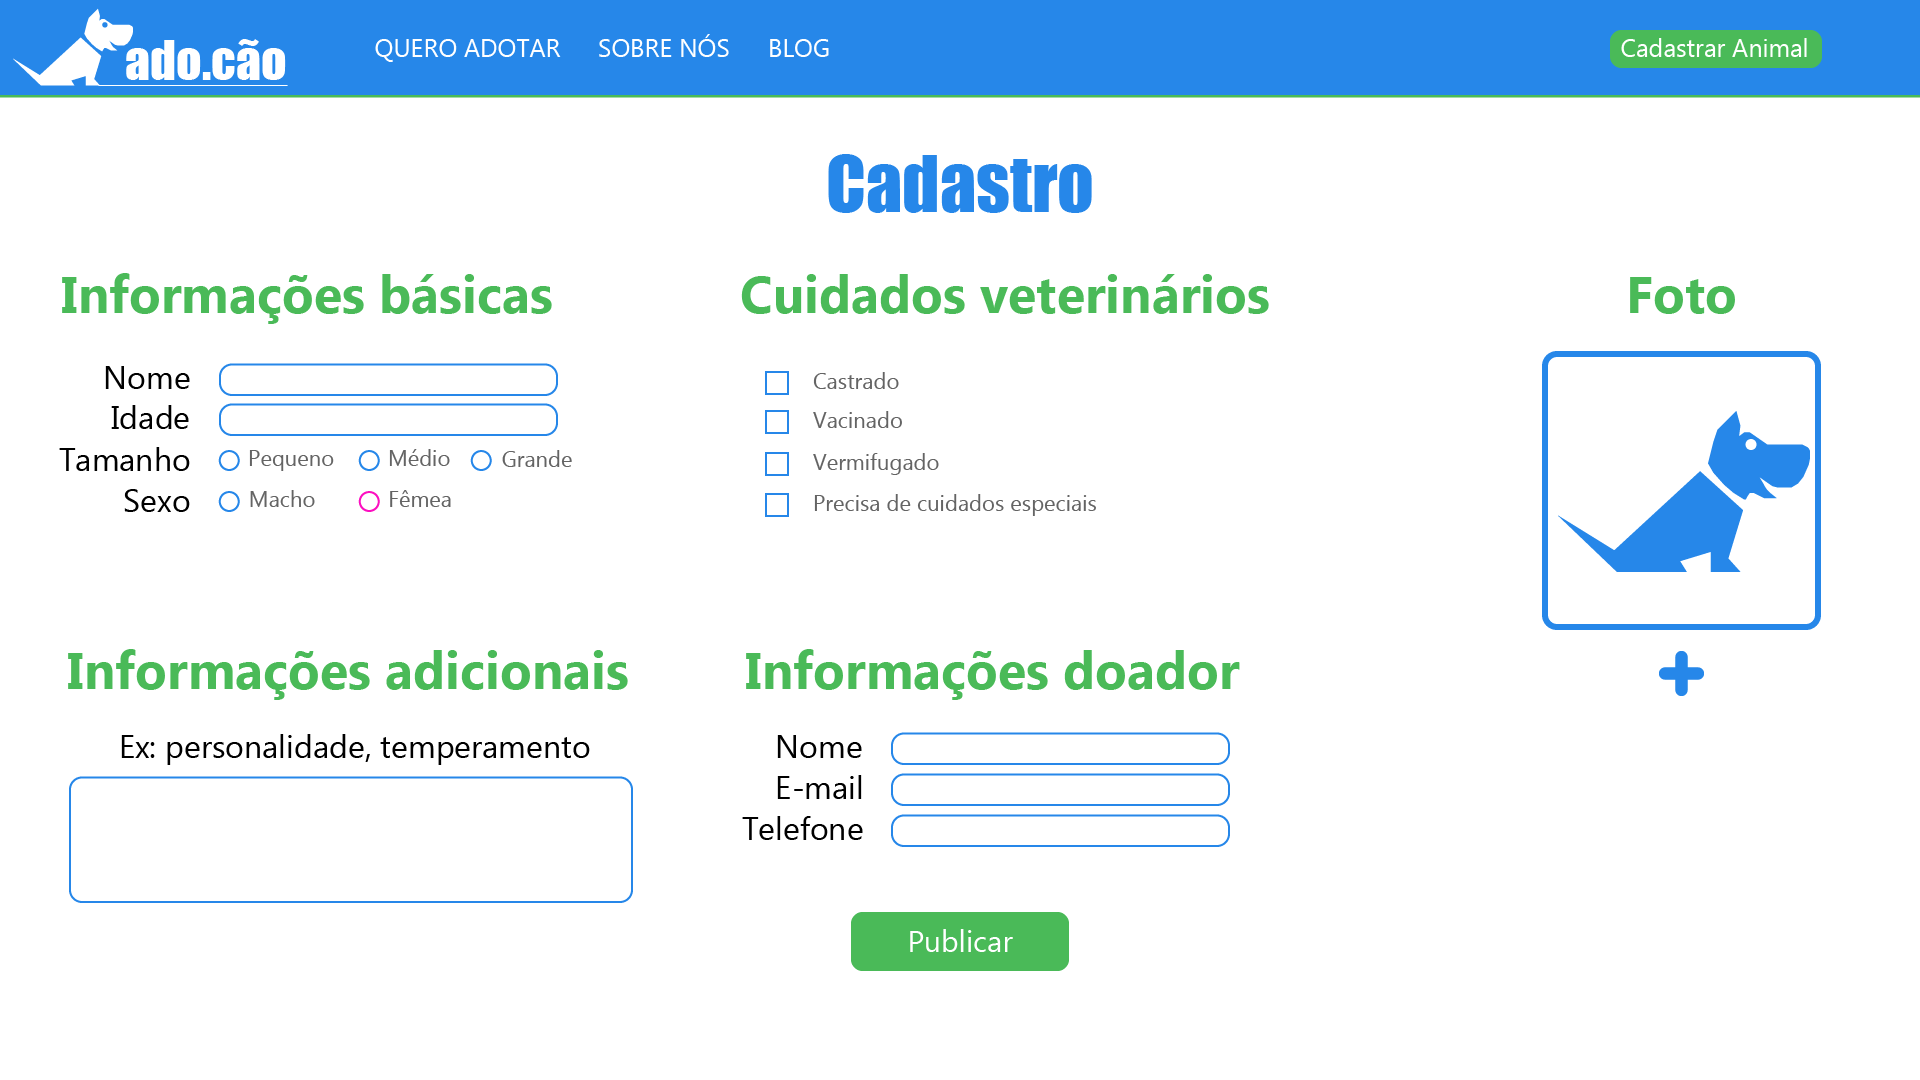 ado.cão
QUERO ADOTAR SOBRE NÓS BLOG
Cadastrar Animal
Cadastro
Informações básicas
Nome
Idade
Tamanho Pequeno Médio Grande
Sexo Macho Fêmea
Cuidados veterinários
Castrado
Vacinado
Vermifugado
Precisa de cuidados especiais
Foto
Informações adicionais
Ex: personalidade, temperamento
Informações doador
Nome
E-mail
Telefone
Publicar